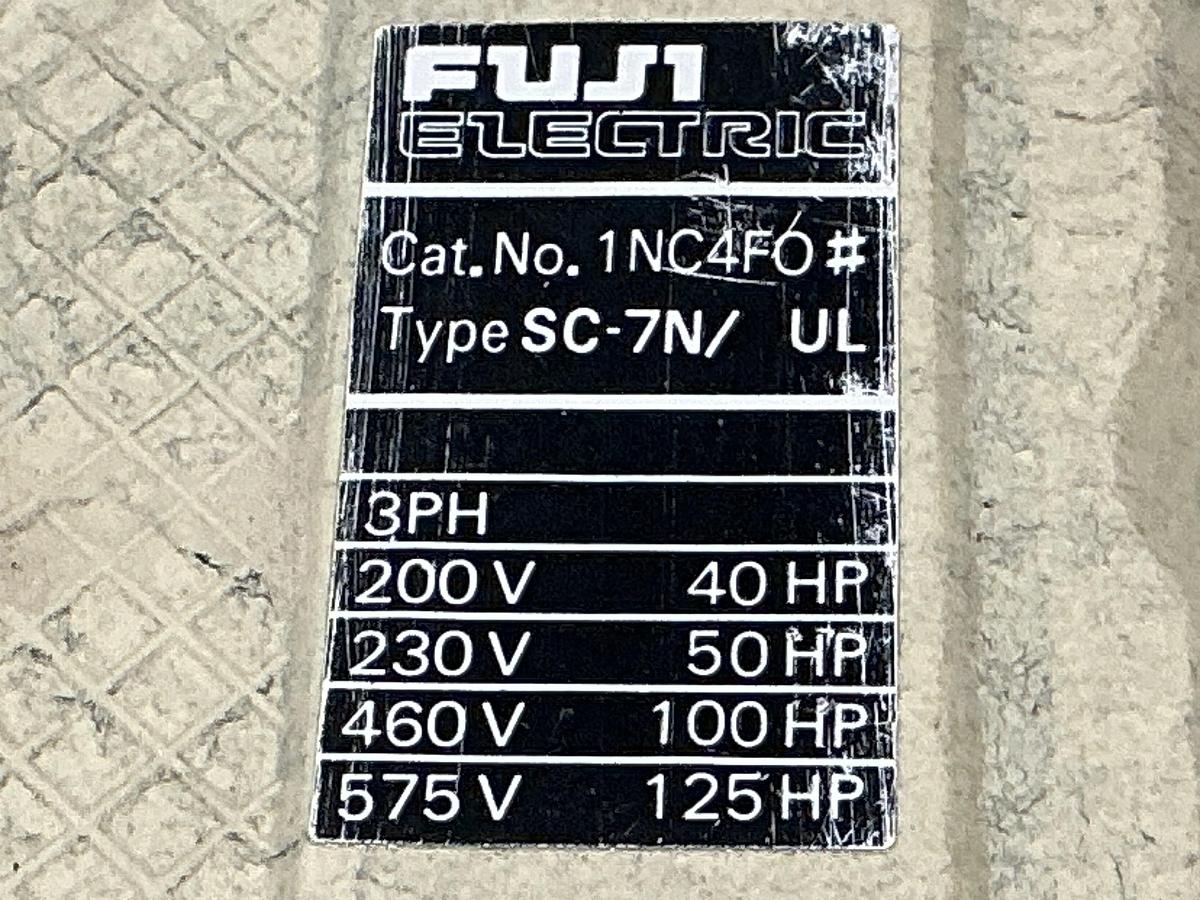 FUJI
ELECTRIC
Cat. No. 1NC4F0 #
Type SC-7N/ UL
3PH
200 V 40 HP
230 V 50 HP
460 V 100 HP
575 V 125 HP